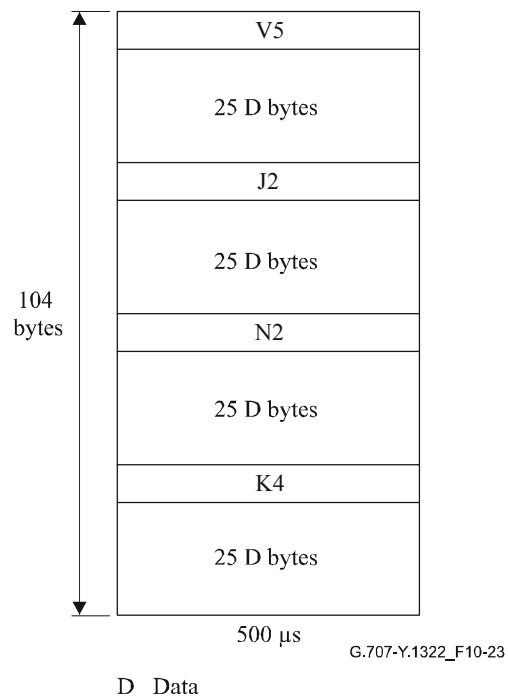 V5
25 D bytes
J2
25 D bytes
104
bytes
N2
25 D bytes
K4
25 D bytes
500 µs
G.707-Y.1322_F10-23
D Data